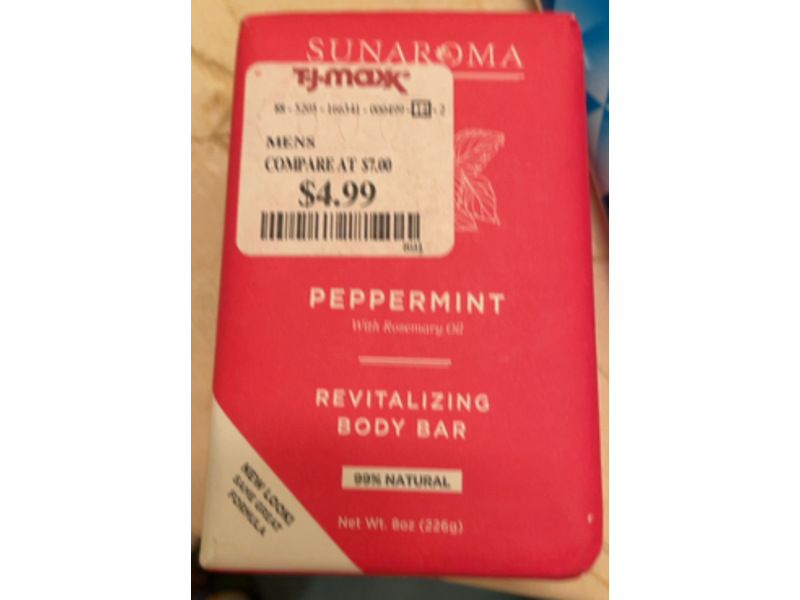 SUNAROMA
T·J·maxx
MENS
COMPARE AT $7.00
$4.99
PEPPERMINT
With Rosemary Oil
REVITALIZING
BODY BAR
99% NATURAL
NEW LOOK!
SAME GREAT
FORMULA
Net Wt. 8oz (226g)